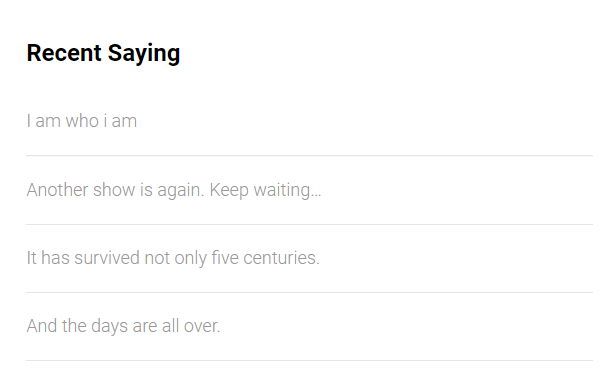 Recent Saying
I am who i am
Another show is again. Keep waiting...
It has survived not only five centuries.
And the days are all over.